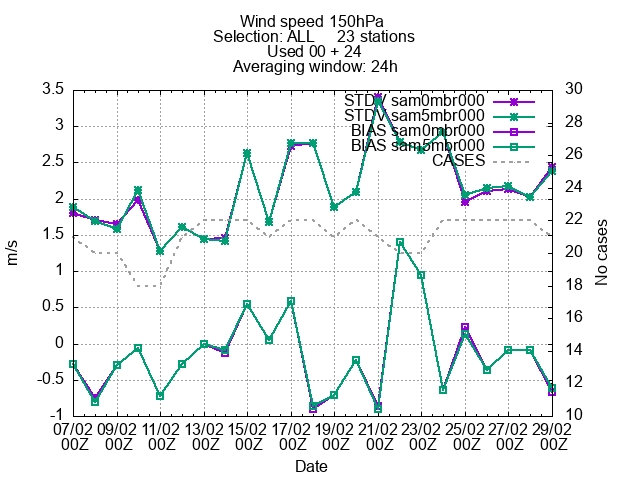 Wind speed 150hPa
Selection: ALL 23 stations
Used 00 + 24
Averaging window: 24h
STDV sam0mbr000
STDV sam5mbr000
BIAS sam0mbr000
BIAS sam5mbr000
CASES
m/s
3.5
3
2.5
2
1.5
1
0.5
0
-0.5
-1
No cases
30
28
26
24
22
20
18
16
14
12
10
07/02 09/02 11/02 13/02 15/02 17/02 19/02 21/02 23/02 25/02 27/02 29/02
00Z 00Z 00Z 00Z 00Z 00Z 00Z 00Z 00Z 00Z 00Z 00Z
Date